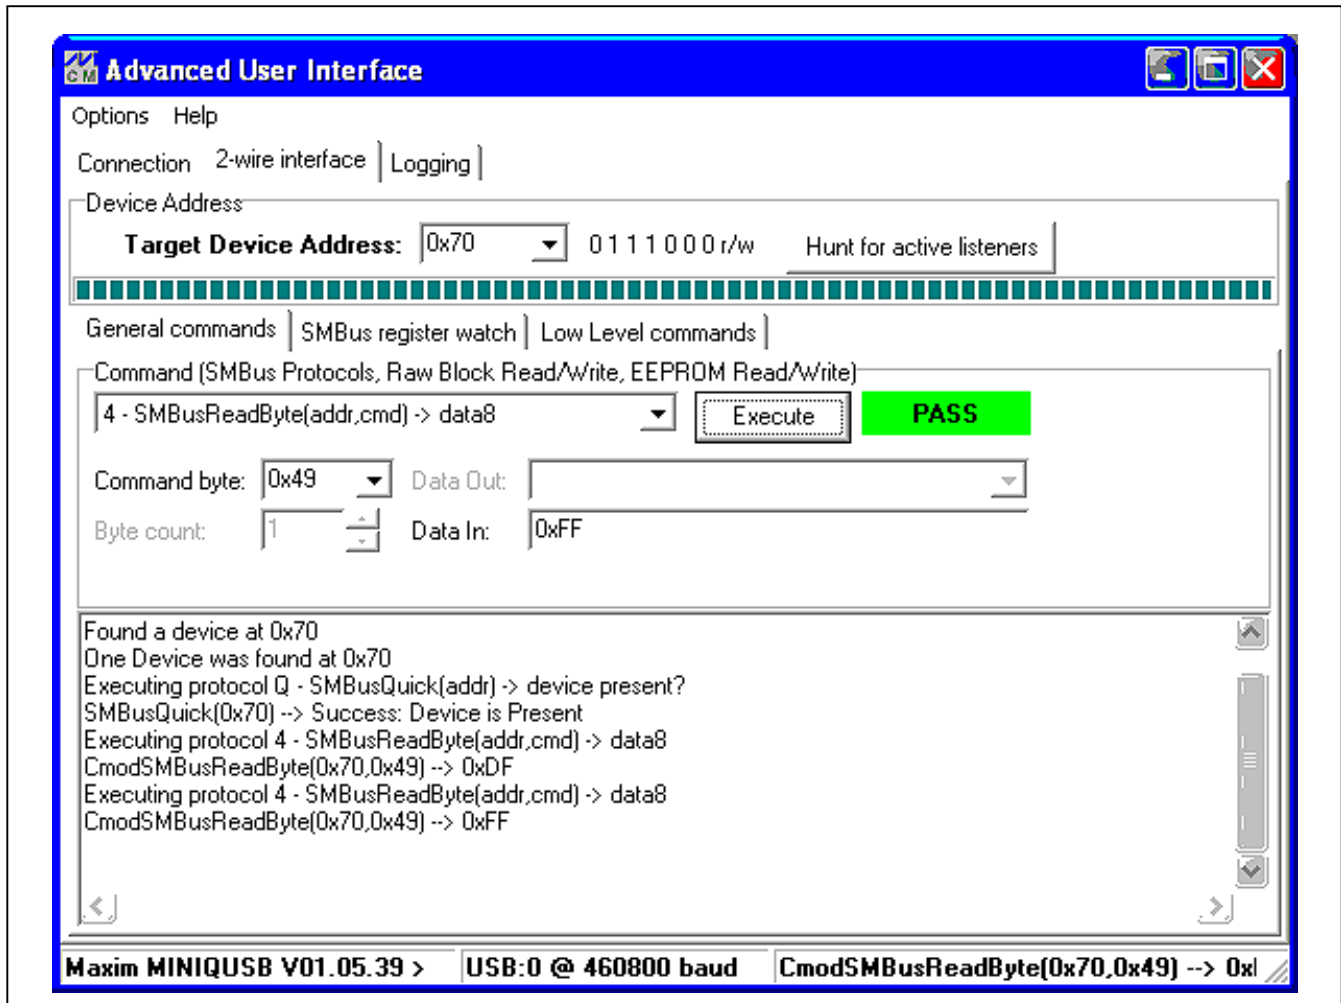 CM Advanced User Interface
Options Help
Connection 2-wire interface Logging
Device Address
Target Device Address: 0x70 0 1 1 1 0 0 0 r/w Hunt for active listeners
General commands SMBus register watch Low Level commands
Command (SMBus Protocols, Raw Block Read/Write, EEPROM Read/Write)
4 - SMBusReadByte(addr,cmd) -> data8 Execute PASS
Command byte: 0x49 Data Out:
Byte count: 1 Data In: 0xFF
Found a device at 0x70
One Device was found at 0x70
Executing protocol Q - SMBusQuick(addr) -> device present?
SMBusQuick(0x70) --> Success: Device is Present
Executing protocol 4 - SMBusReadByte(addr,cmd) -> data8
CmodSMBusReadByte(0x70,0x49) --> 0xDF
Executing protocol 4 - SMBusReadByte(addr,cmd) -> data8
CmodSMBusReadByte(0x70,0x49) --> 0xFF
Maxim MINIQUSB V01.05.39 > USB:0 @ 460800 baud CmodSMBusReadByte(0x70,0x49) --> 0x